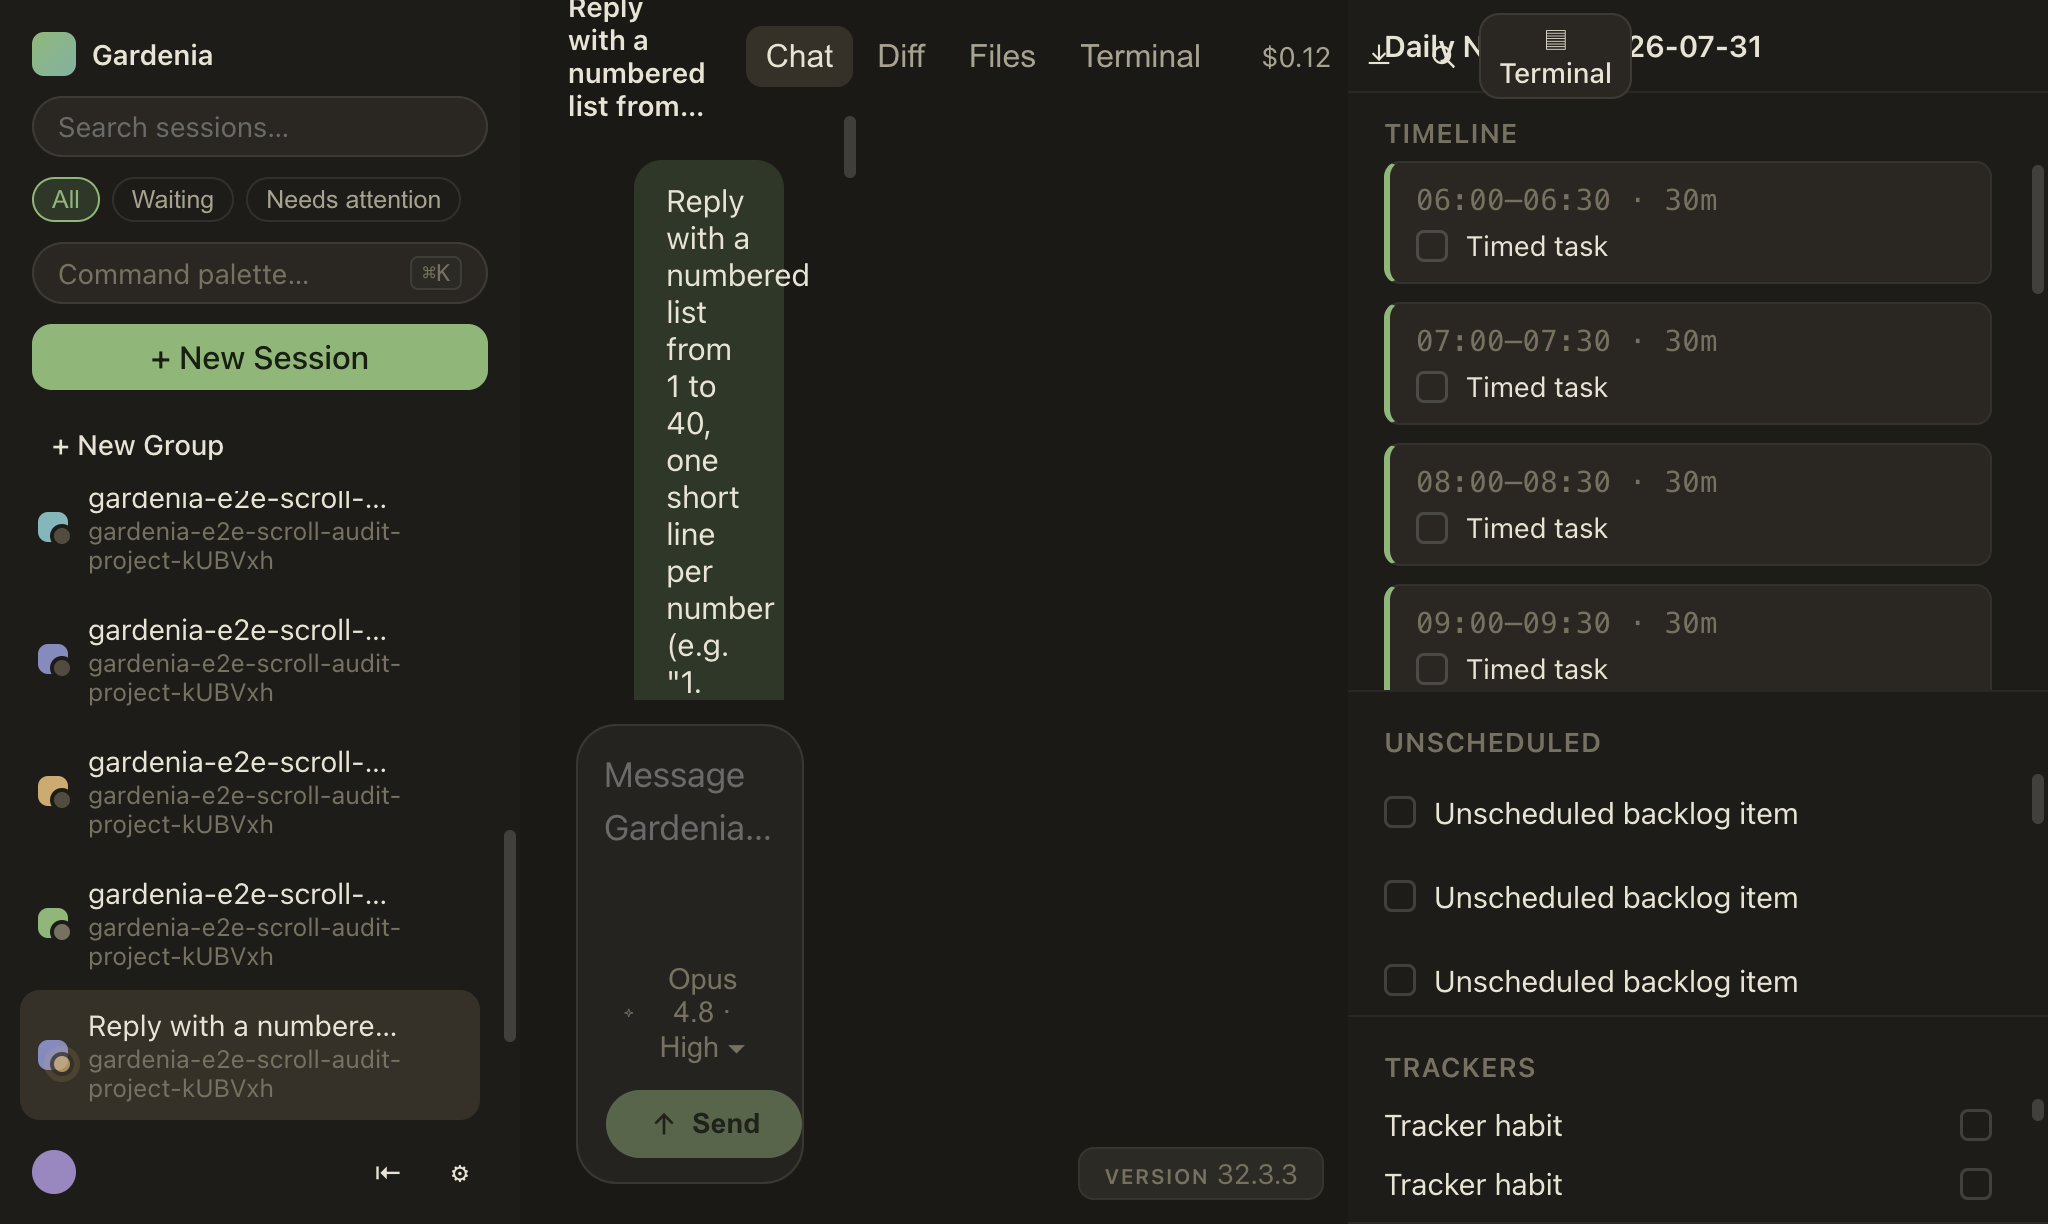 Gardenia
Search sessions...
All
Waiting
Needs attention
Command palette...
⌘K
+ New Session
+ New Group
gardenia-e2e-scroll-...
gardenia-e2e-scroll-audit-
project-kUBVxh
gardenia-e2e-scroll-...
gardenia-e2e-scroll-audit-
project-kUBVxh
gardenia-e2e-scroll-...
gardenia-e2e-scroll-audit-
project-kUBVxh
gardenia-e2e-scroll-...
gardenia-e2e-scroll-audit-
project-kUBVxh
Reply with a numbere...
gardenia-e2e-scroll-audit-
project-kUBVxh
Reply
with a
numbered
list from...
Chat
Diff
Files
Terminal
$0.12
Reply
with a
numbered
list
from
1 to
40,
one
short
line
per
number
(e.g.
"1.
Message
Gardenia...
Opus
4.8 ·
High
Send
VERSION 32.3.3
Daily
Terminal
26-07-31
TIMELINE
06:00–06:30 · 30m
Timed task
07:00–07:30 · 30m
Timed task
08:00–08:30 · 30m
Timed task
09:00–09:30 · 30m
Timed task
UNSCHEDULED
Unscheduled backlog item
Unscheduled backlog item
Unscheduled backlog item
TRACKERS
Tracker habit
Tracker habit